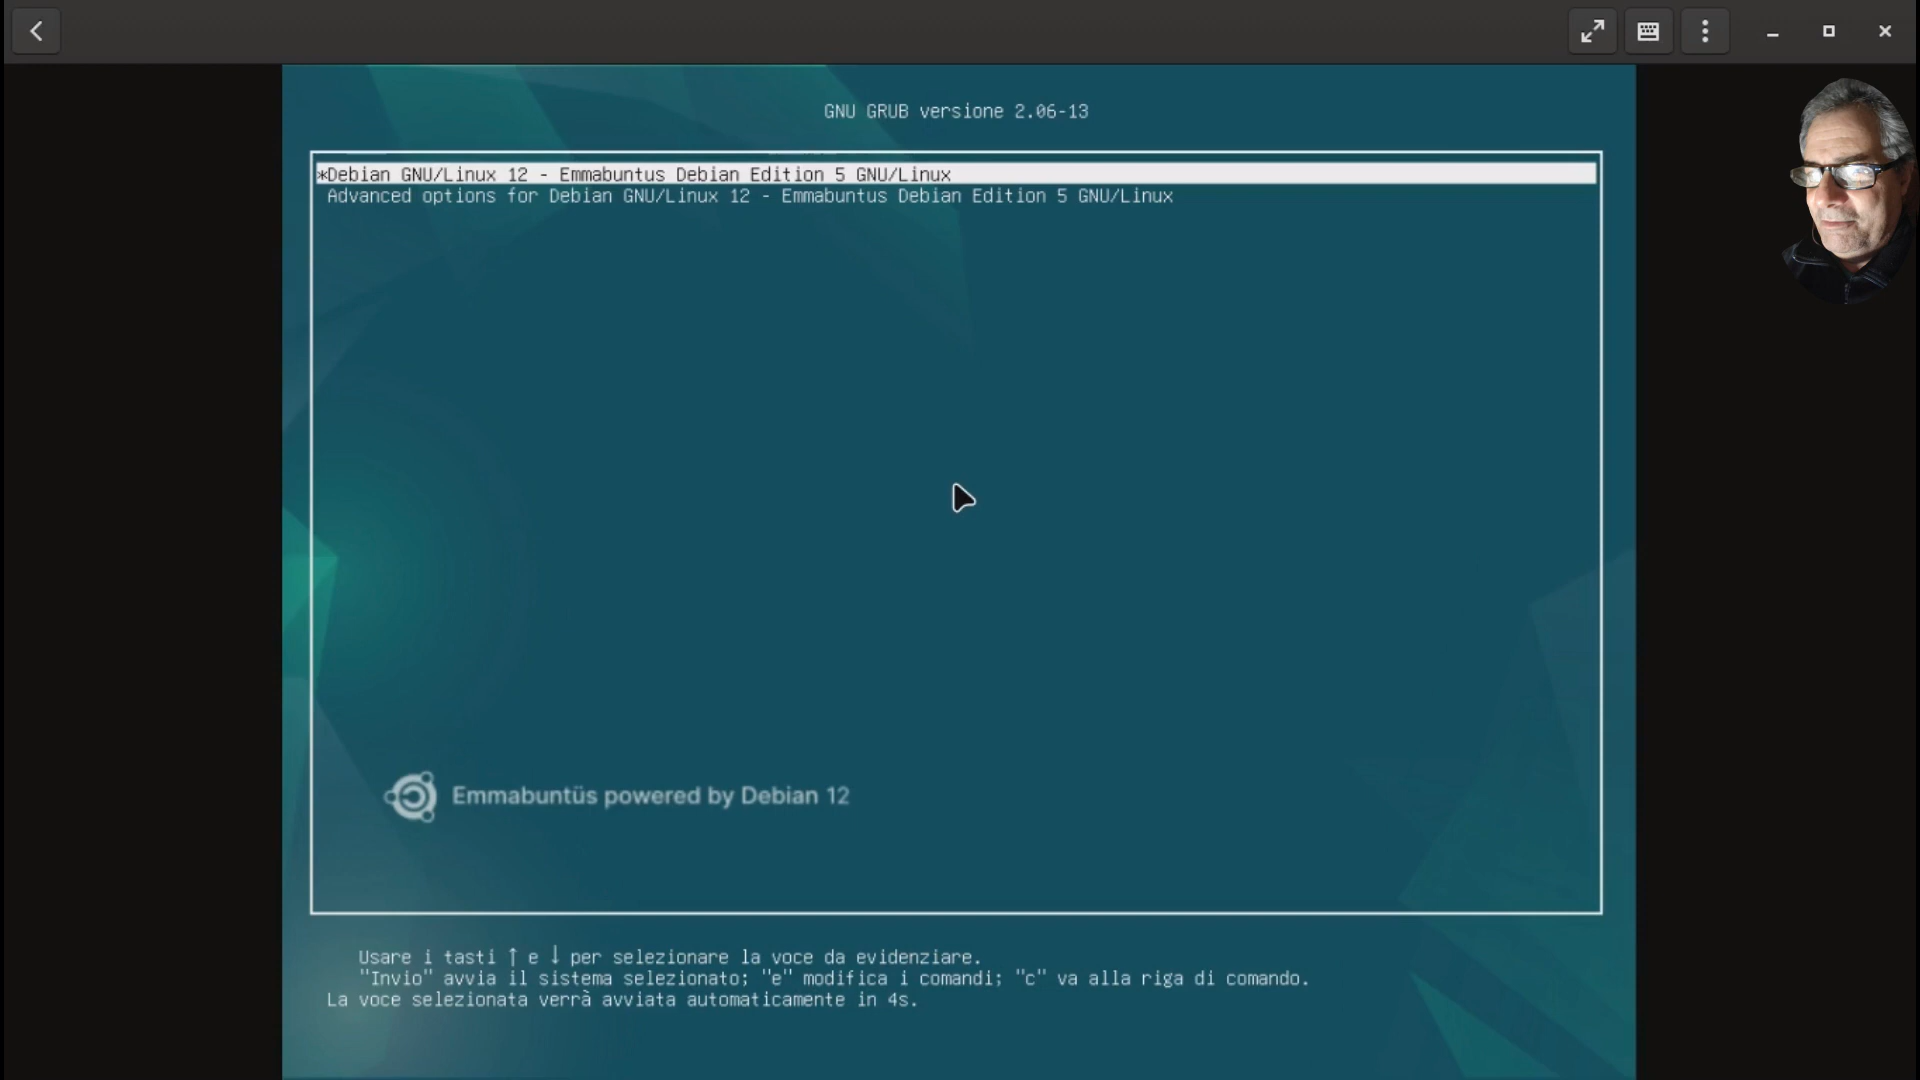 GNU GRUB versione 2.06-13
*Debian GNU/Linux 12 - Emmabuntus Debian Edition 5 GNU/Linux
Advanced options for Debian GNU/Linux 12 - Emmabuntus Debian Edition 5 GNU/Linux
Emmabuntüs powered by Debian 12
Usare i tasti ↑ e ↓ per selezionare la voce da evidenziare.
"Invio" avvia il sistema selezionato; "e" modifica i comandi; "c" va alla riga di comando.
La voce selezionata verrà avviata automaticamente in 4s.